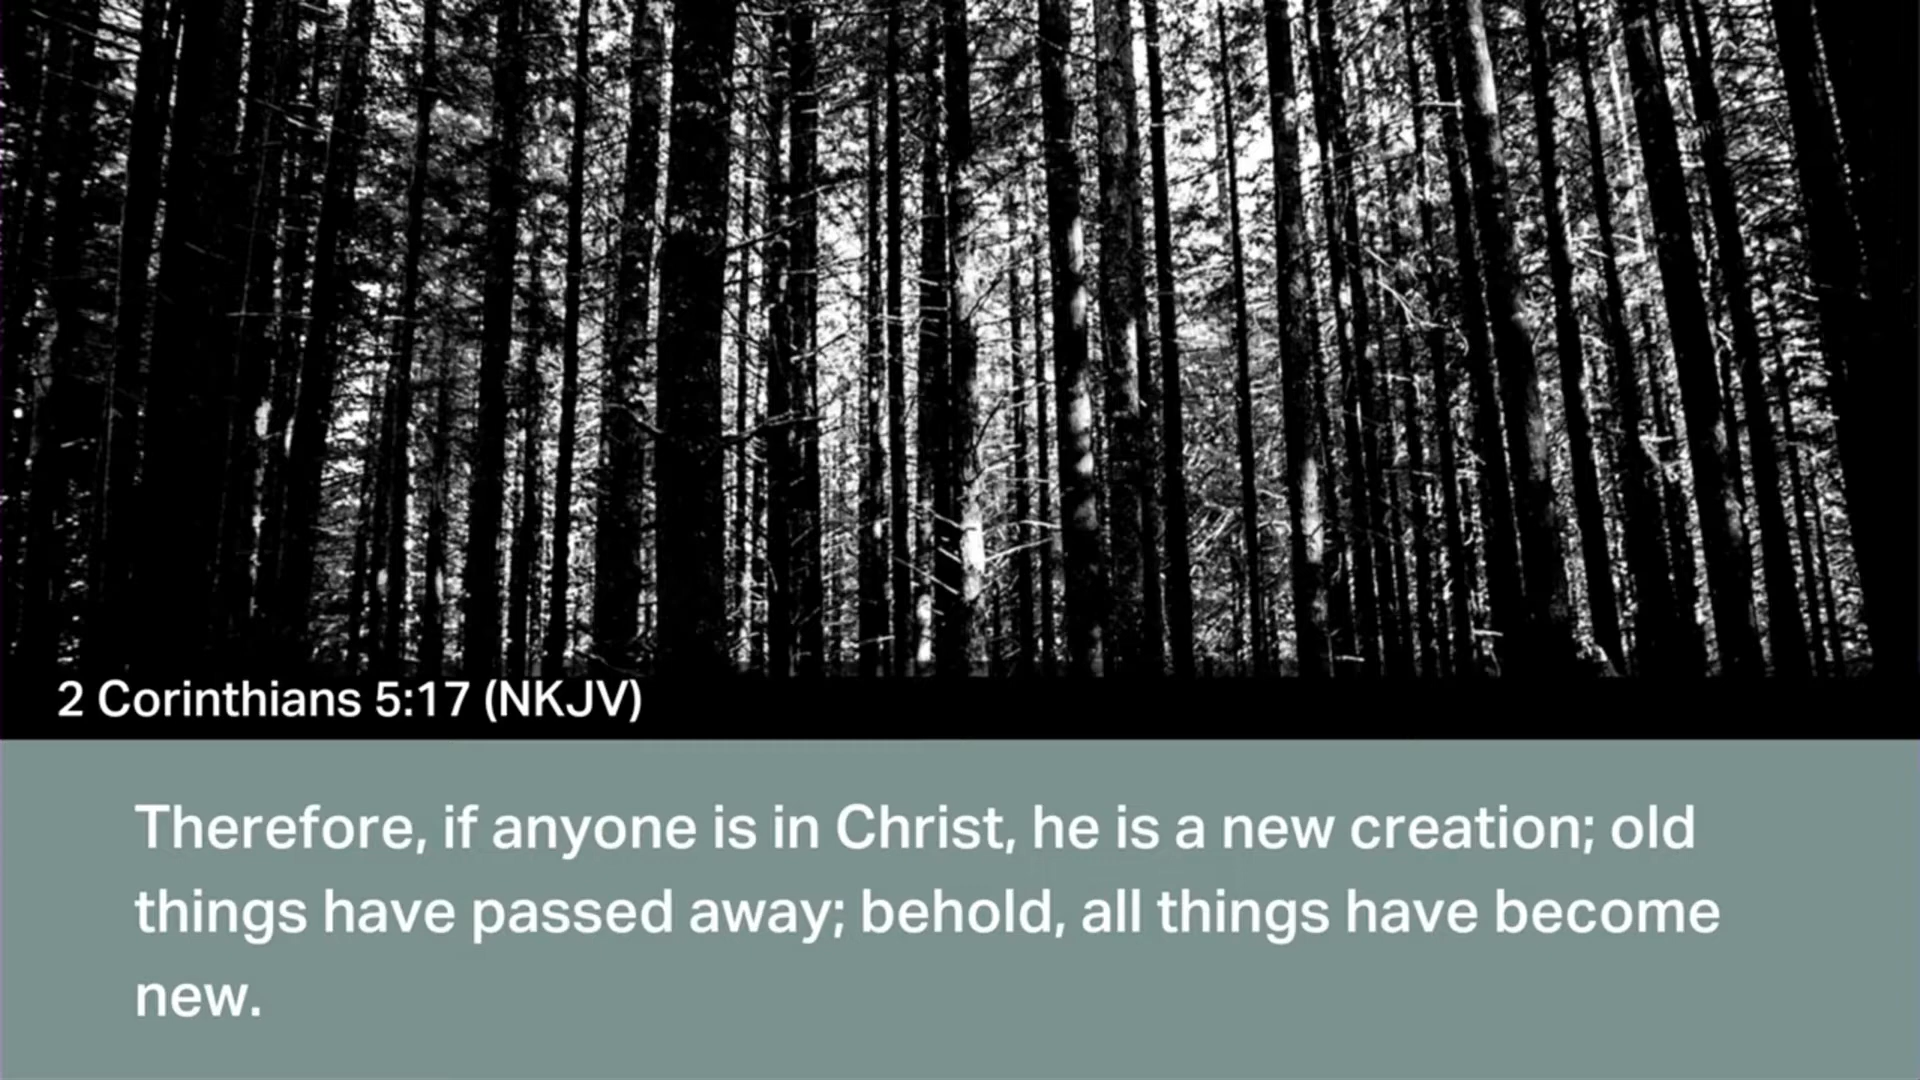 2 Corinthians 5:17 (NKJV)
Therefore, if anyone is in Christ, he is a new creation; old
things have passed away; behold, all things have become
new.